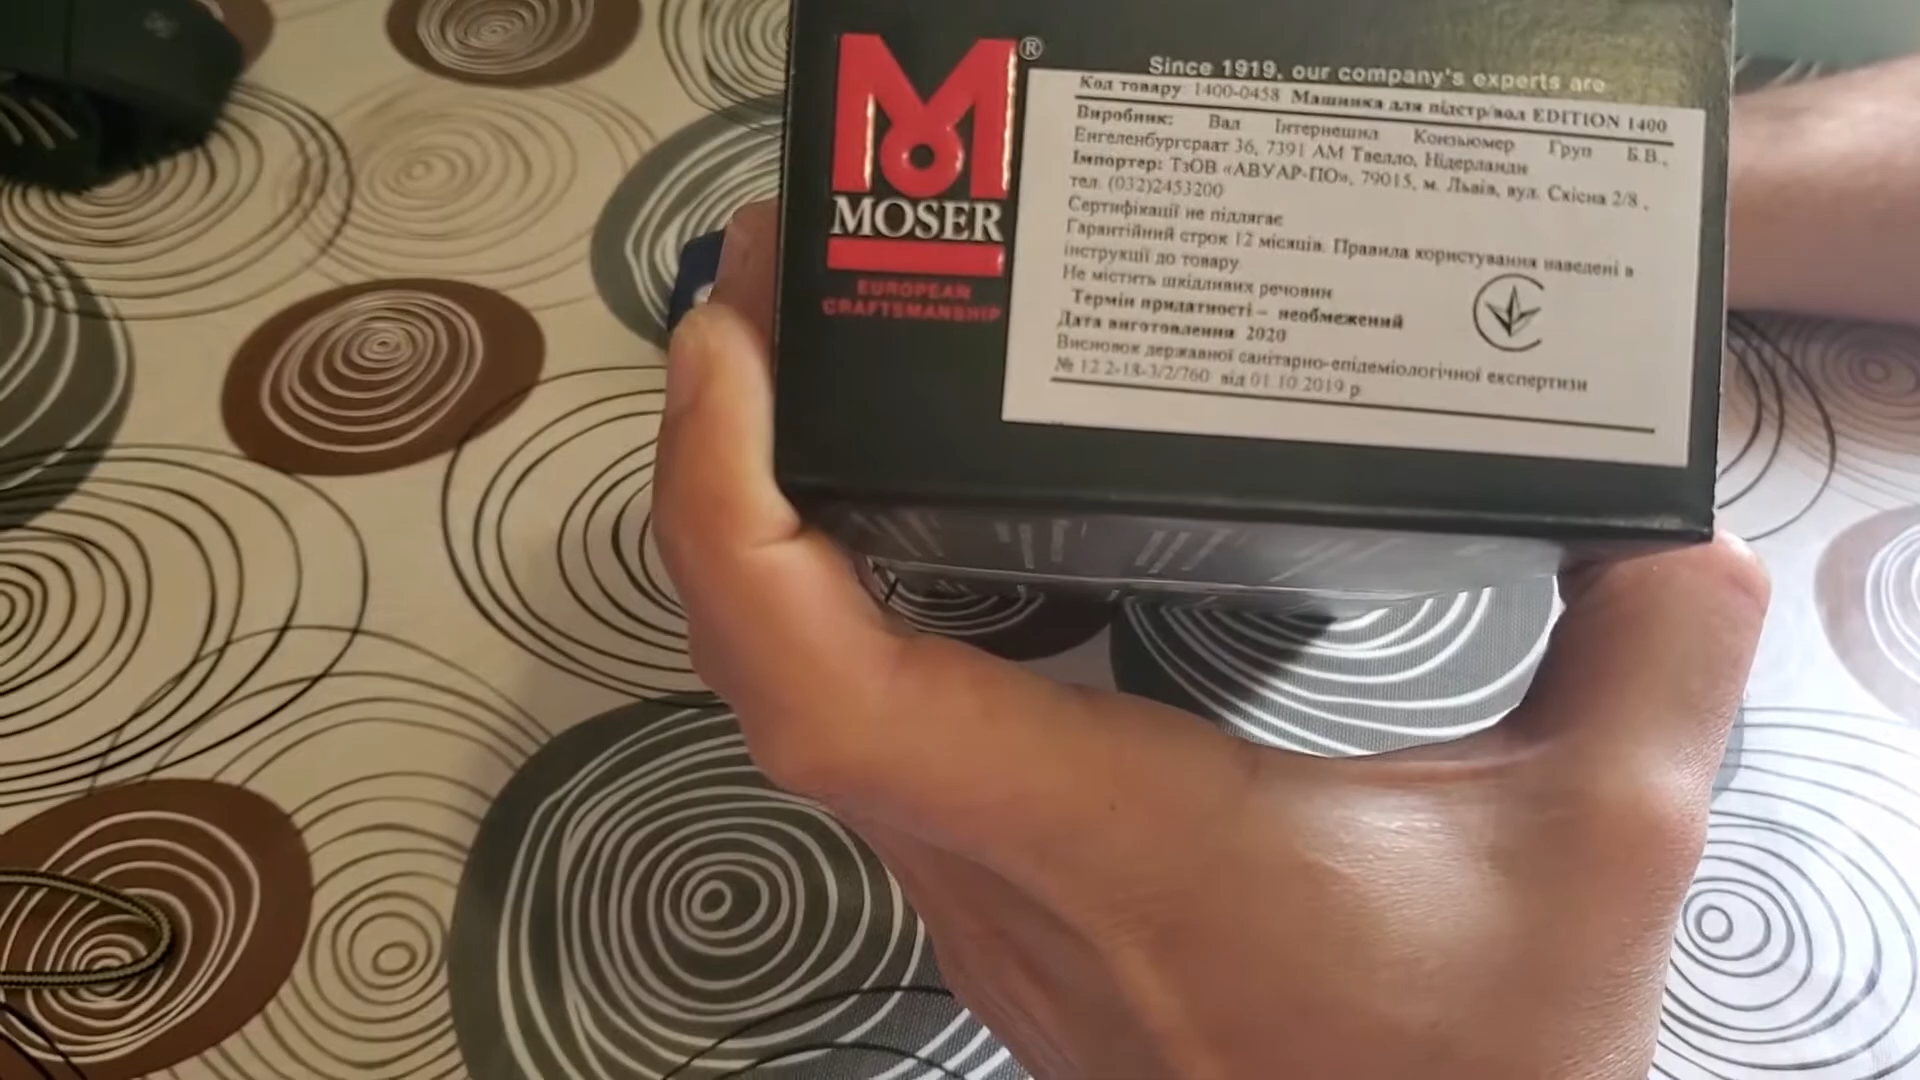 MOSER
EUROPEAN
CRAFTSMANSHIP
®
Since 1919, our company's experts are
Код товару: 1400-0458 Машинка для підстр/вол EDITION 1400
Виробник: Вал Інтернешнл Конзьюмер Груп Б.В.,
Енгеленбургсраат 36, 7391 АМ Твелло, Нідерланди
Імпортер: ТзОВ «АВУАР-ПО», 79015, м. Львів, вул. Скісна 2/8 ,
тел. (032)2453200
Сертифікації не підлягає
Гарантійний строк 12 місяців. Правила користування наведені в
інструкції до товару.
Не містить шкідливих речовин
Термін придатності – необмежений
Дата виготовлення 2020
Висновок державної санітарно-епідеміологічної експертизи
№ 12.2-18-3/2/760 від 01.10.2019 р.